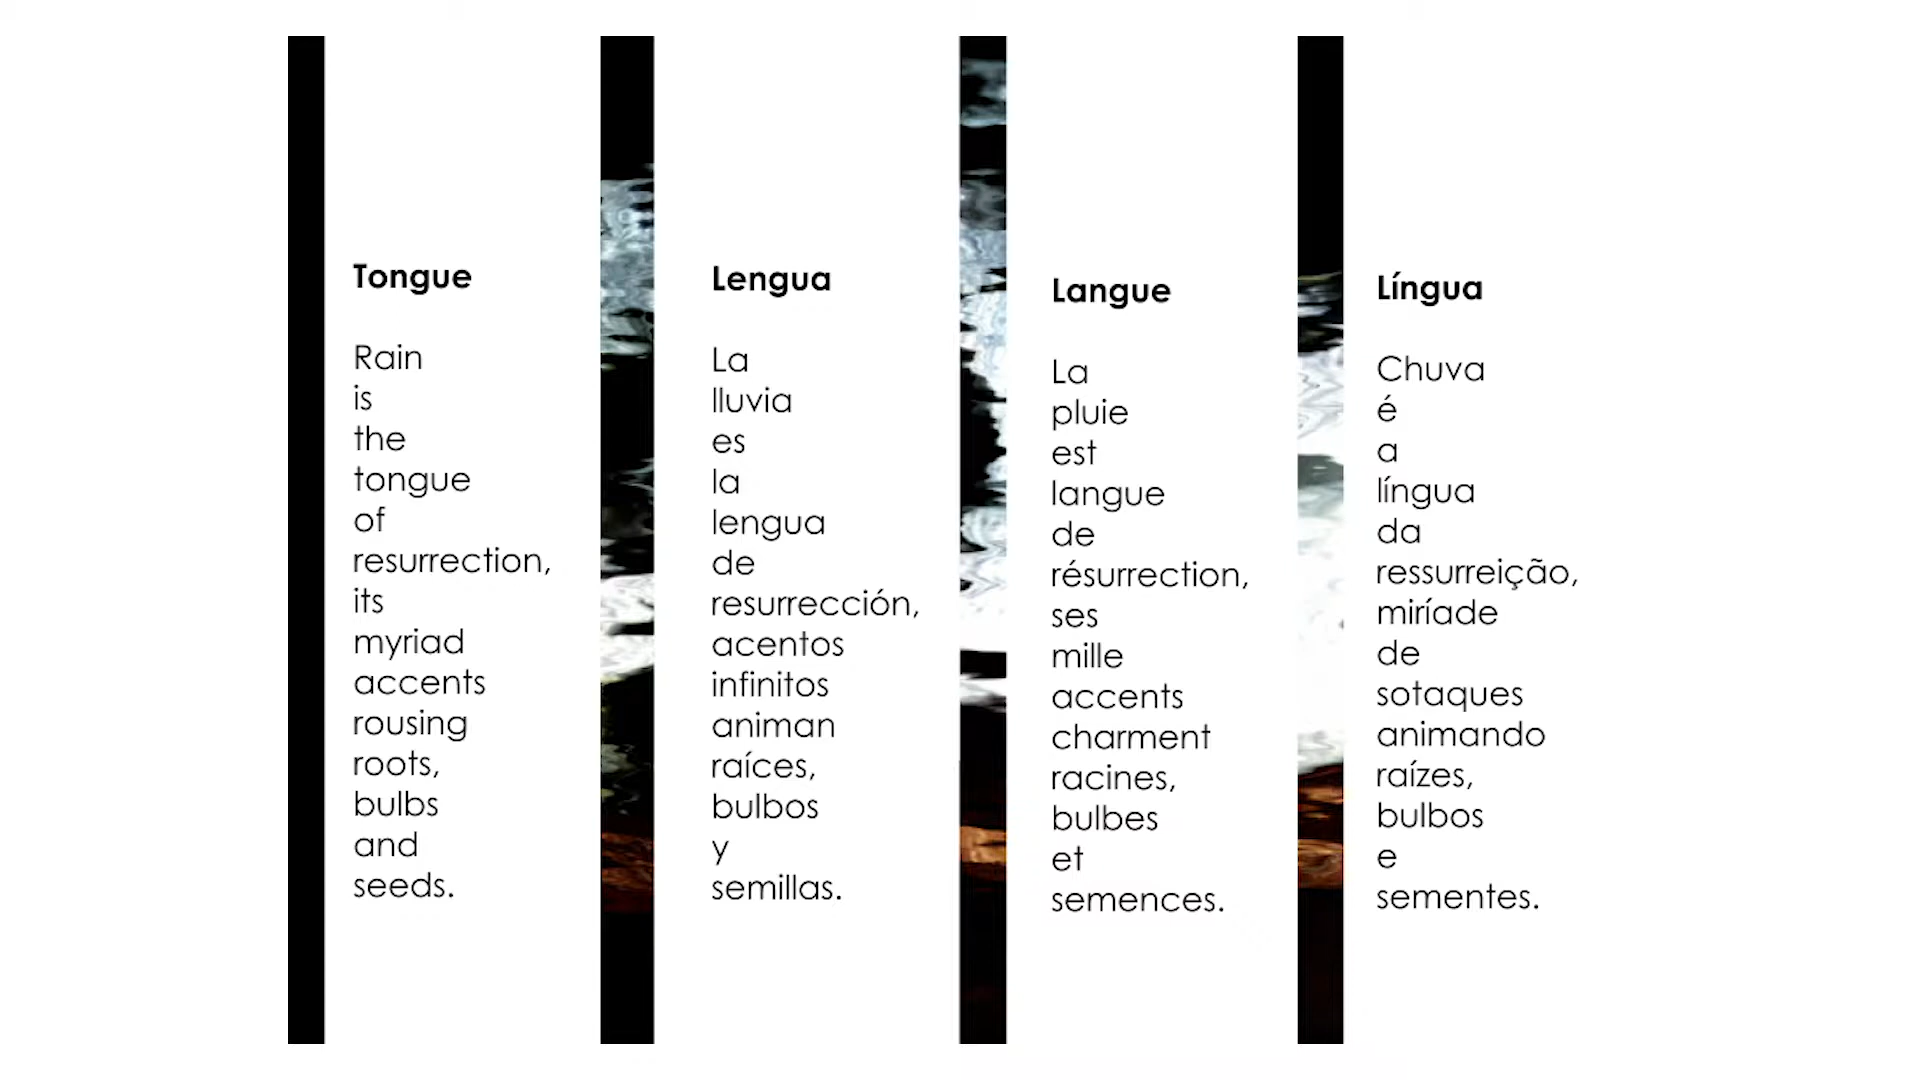 Tongue
Rain
is
the
tongue
of
resurrection,
its
myriad
accents
rousing
roots,
bulbs
and
seeds.
Lengua
La
lluvia
es
la
lengua
de
resurrección,
acentos
infinitos
animan
raíces,
bulbos
y
semillas.
Langue
La
pluie
est
langue
de
résurrection,
ses
mille
accents
charment
racines,
bulbes
et
semences.
Língua
Chuva
é
a
língua
da
ressurreição,
miríade
de
sotaques
animando
raízes,
bulbos
e
sementes.